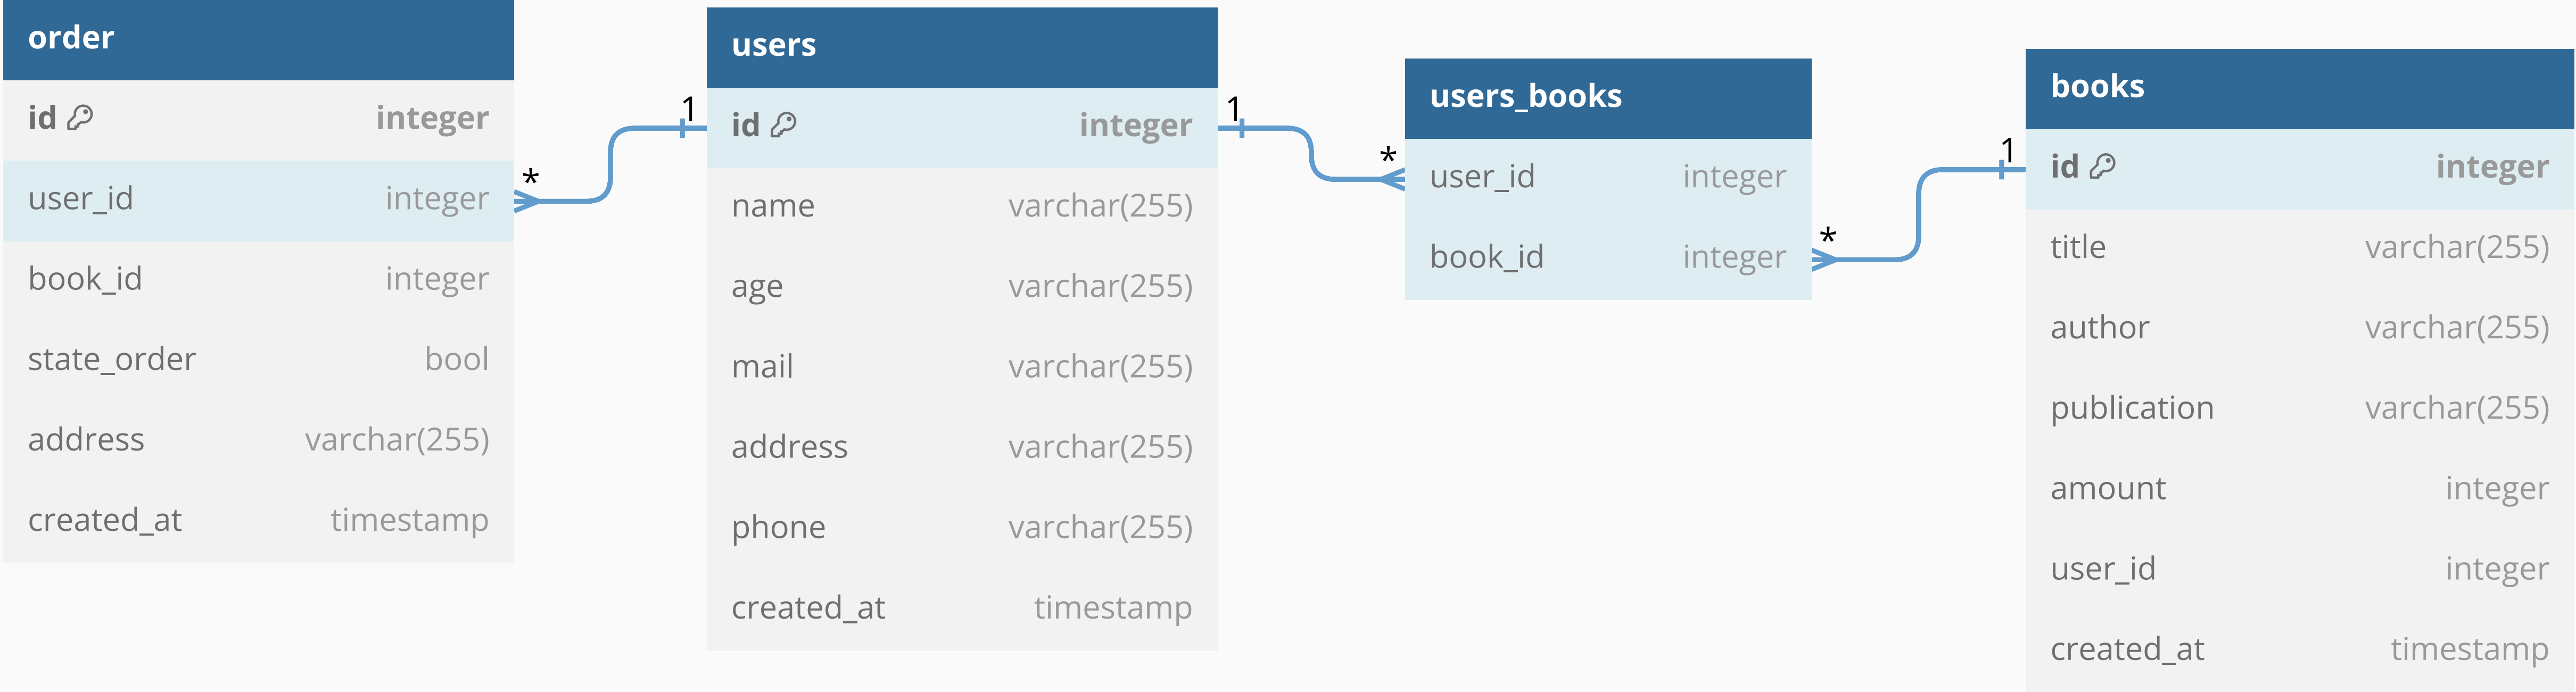 order
id integer
user_id integer
book_id integer
state_order bool
address varchar(255)
created_at timestamp
* 1
users
id integer
name varchar(255)
age varchar(255)
mail varchar(255)
address varchar(255)
phone varchar(255)
created_at timestamp
1 *
users_books
user_id integer
book_id integer
* 1
books
id integer
title varchar(255)
author varchar(255)
publication varchar(255)
amount integer
user_id integer
created_at timestamp